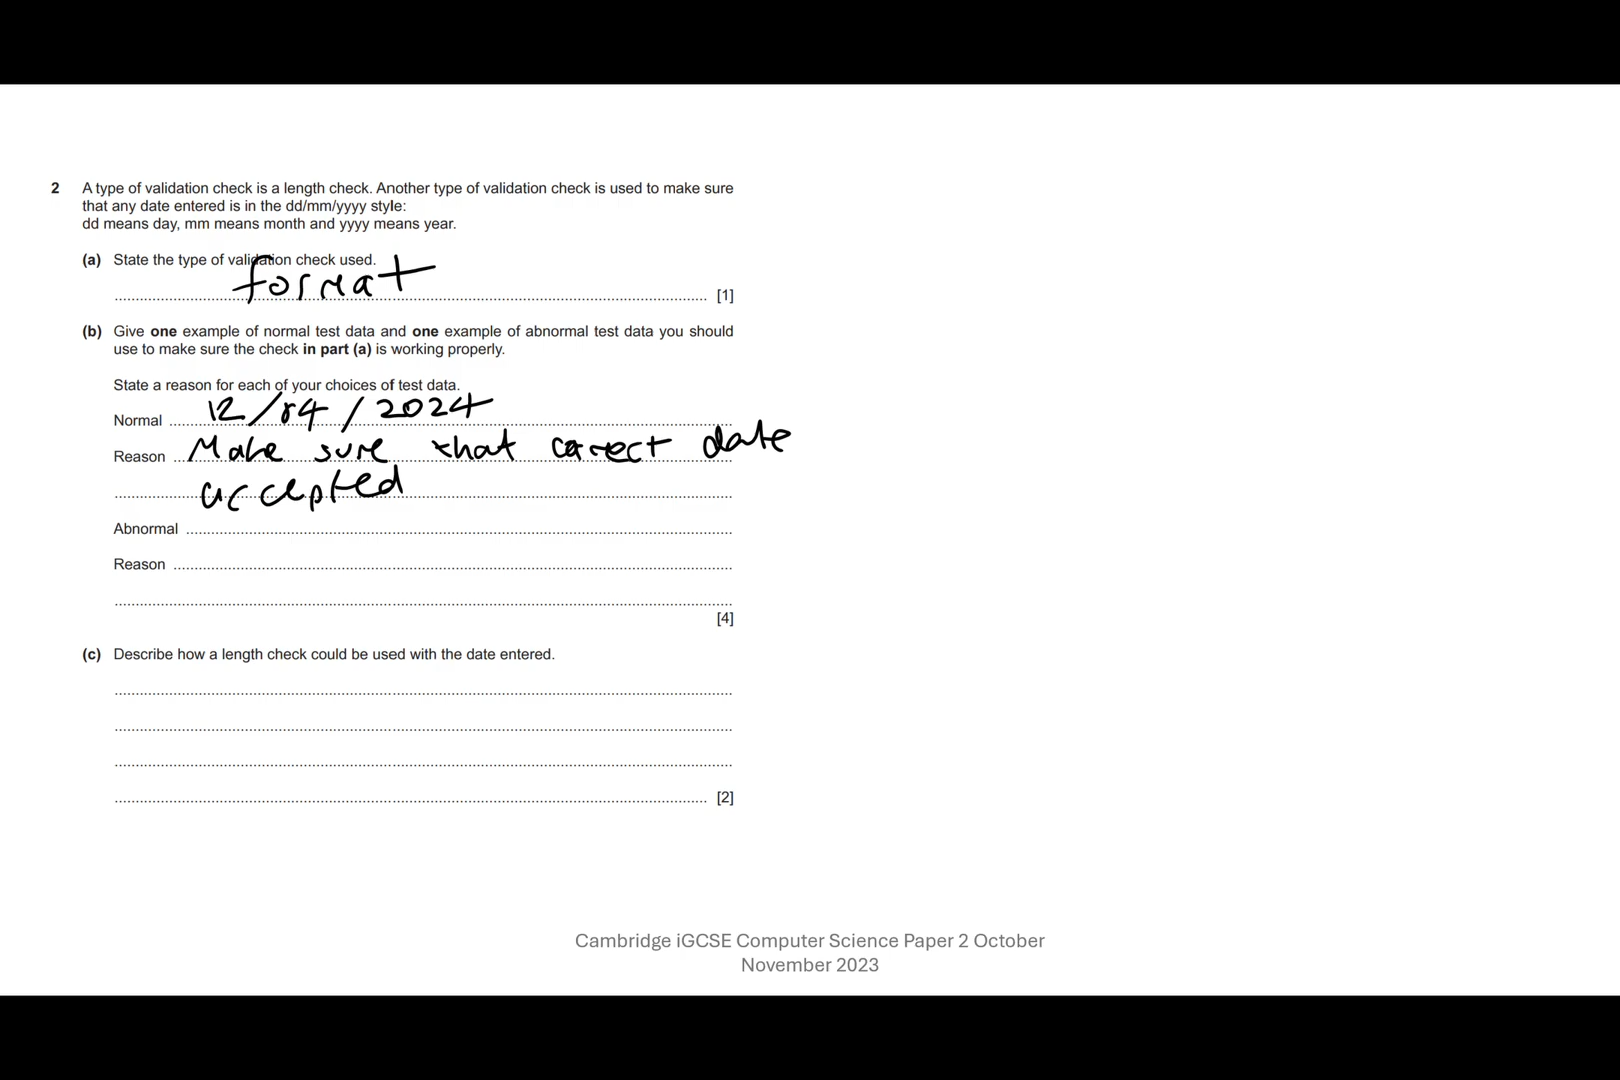 2 A type of validation check is a length check. Another type of validation check is used to make sure
that any date entered is in the dd/mm/yyyy style:
dd means day, mm means month and yyyy means year.
(a) State the type of validation check used.
format
[1]
(b) Give one example of normal test data and one example of abnormal test data you should
use to make sure the check in part (a) is working properly.
State a reason for each of your choices of test data.
Normal 12/04/2024
Reason Make sure that correct date
accepted
Abnormal
Reason
[4]
(c) Describe how a length check could be used with the date entered.
[2]
Cambridge iGCSE Computer Science Paper 2 October
November 2023